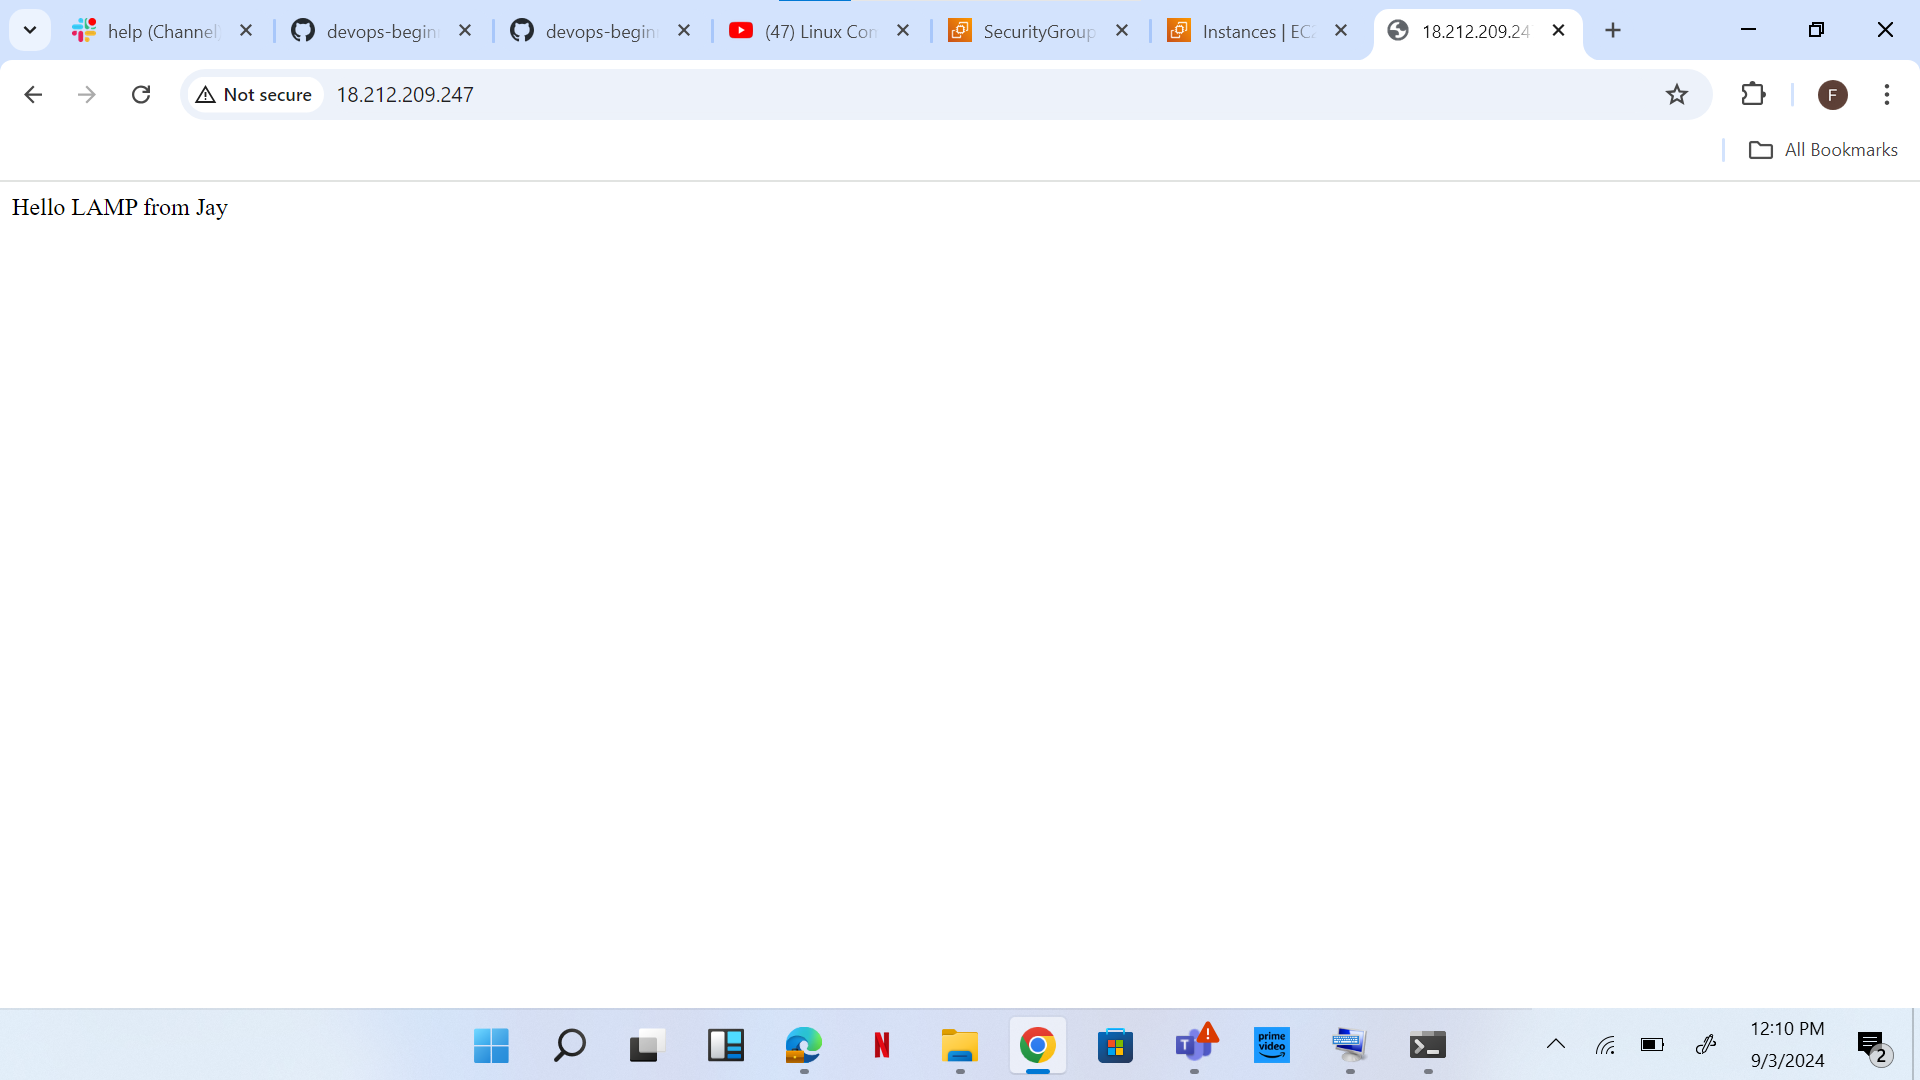 help (Channel)
devops-begin
devops-begin
(47) Linux Con
SecurityGroup
Instances | EC2
18.212.209.24
Not secure
18.212.209.247
All Bookmarks
Hello LAMP from Jay
N
T
prime
video
12:10 PM
9/3/2024
2
F